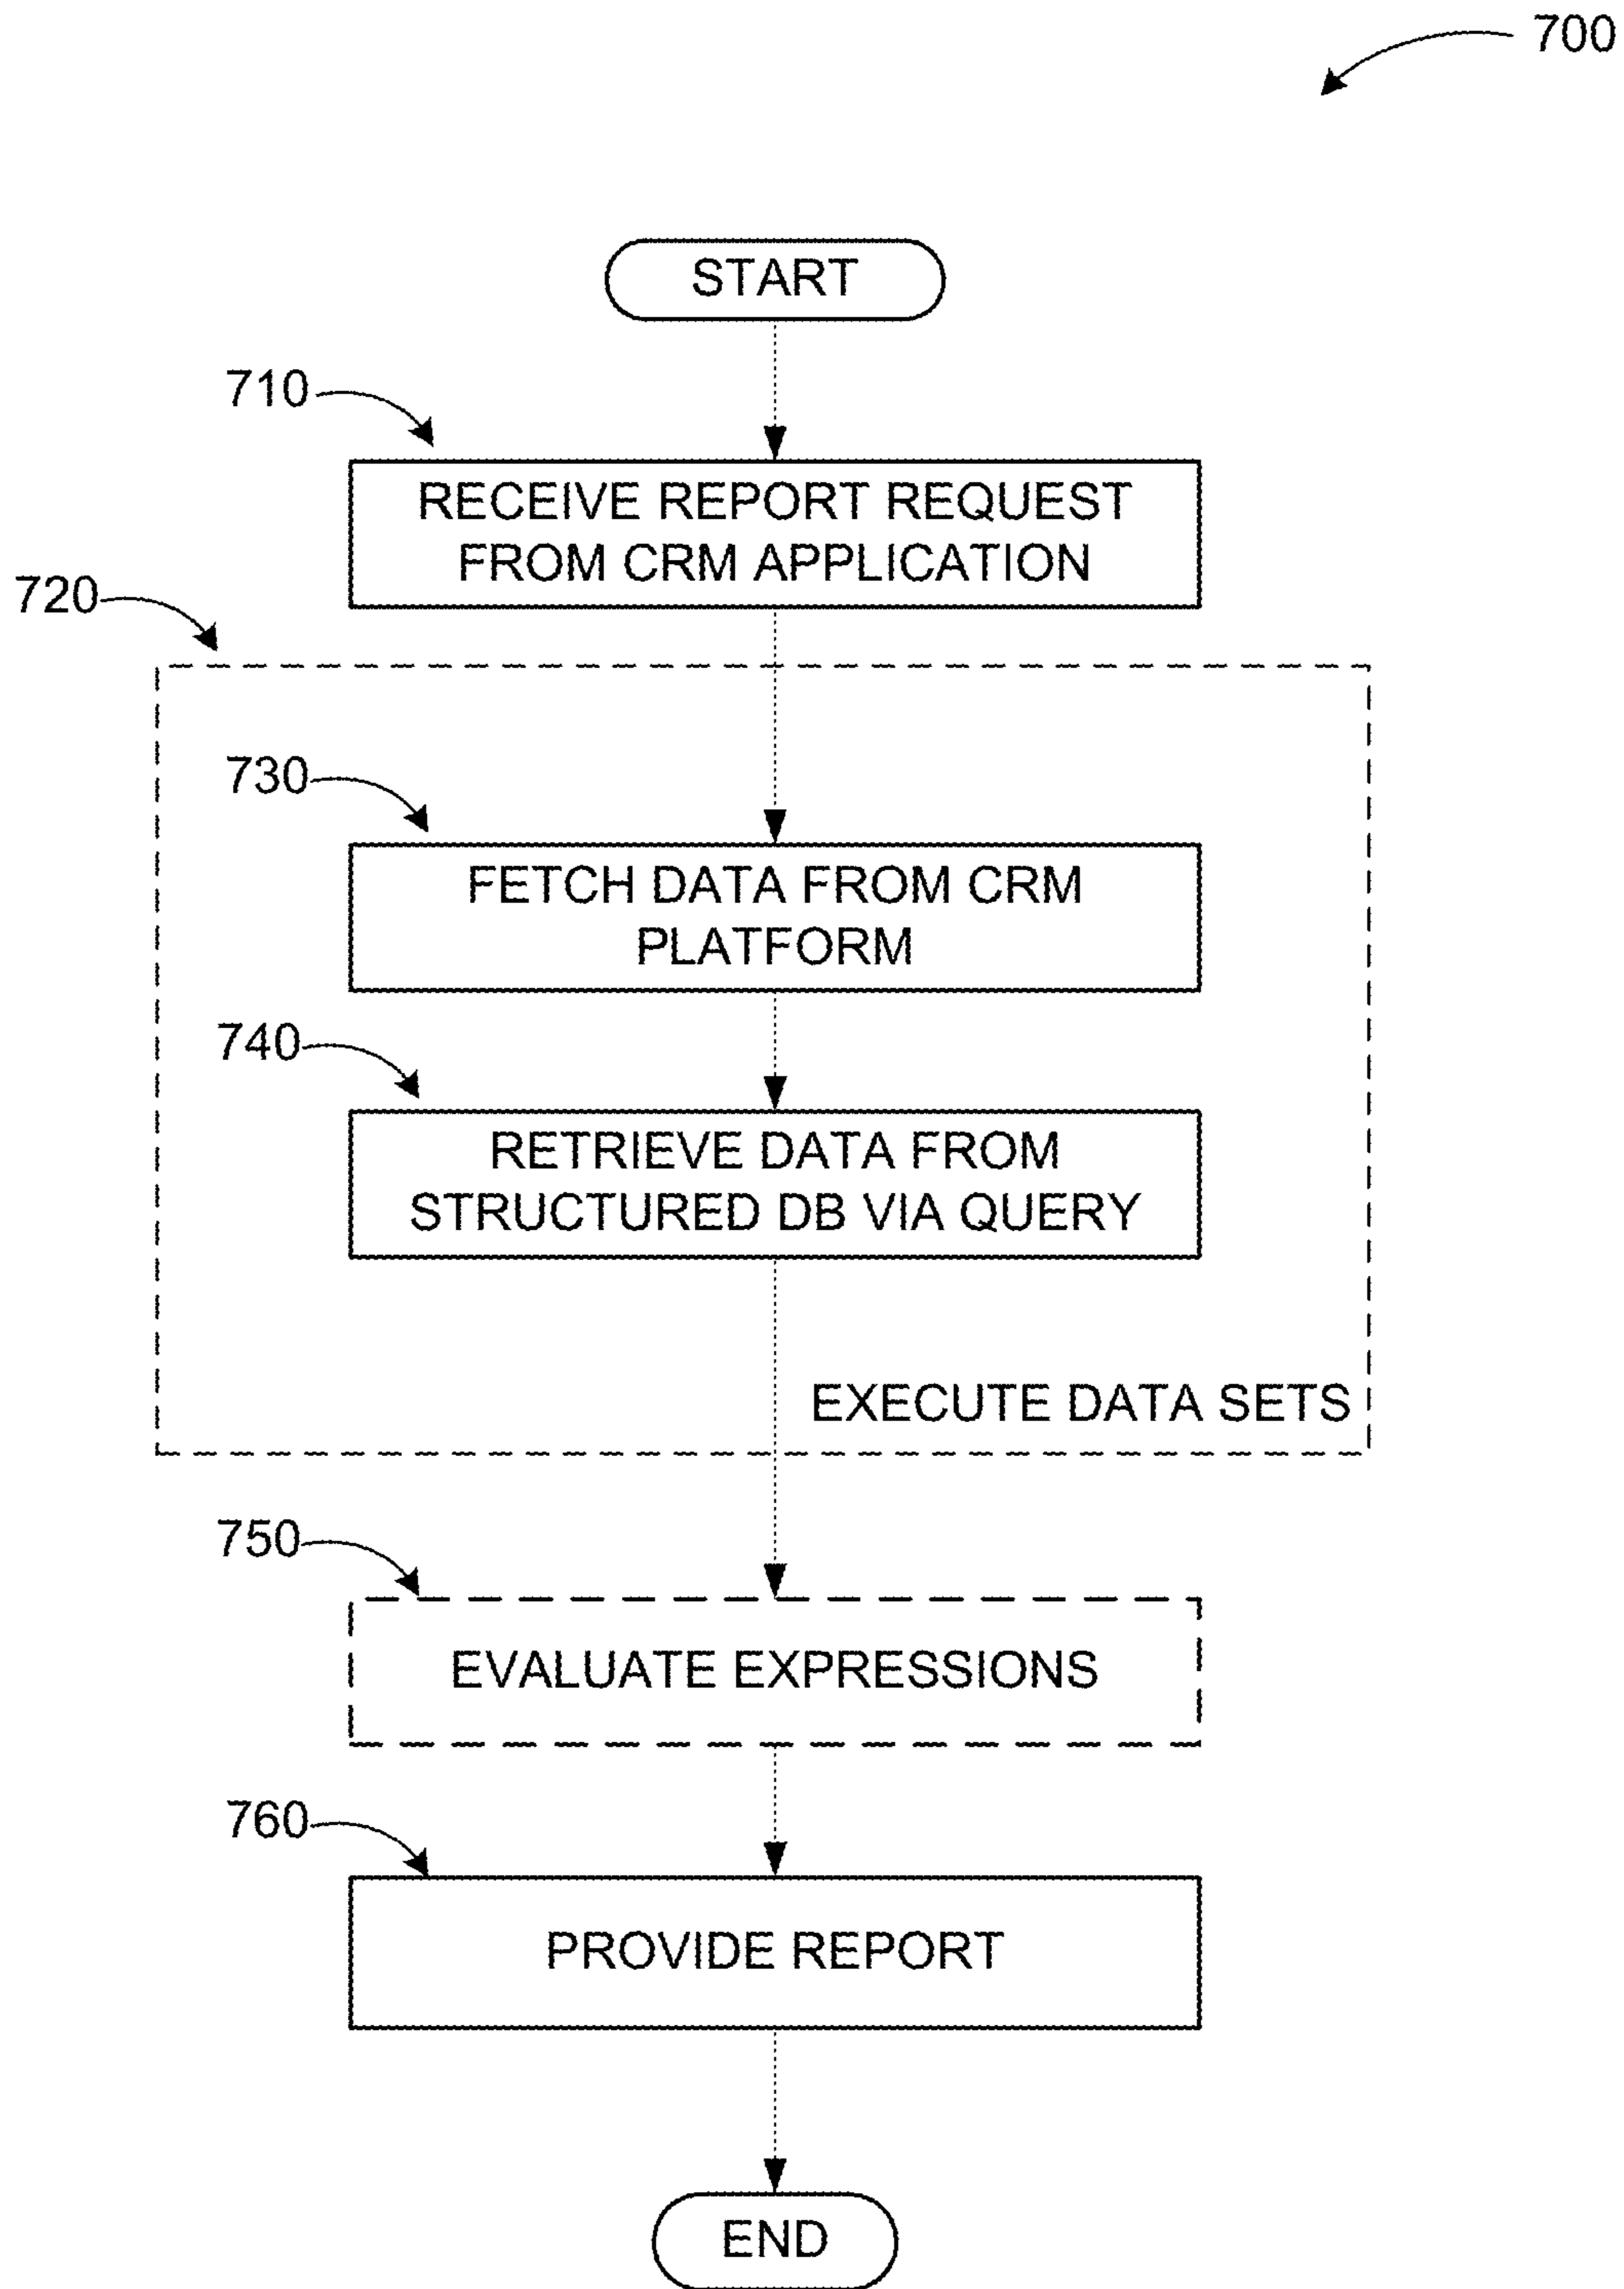 700
START
710
RECEIVE REPORT REQUEST
FROM CRM APPLICATION
720
730
FETCH DATA FROM CRM
PLATFORM
740
RETRIEVE DATA FROM
STRUCTURED DB VIA QUERY
EXECUTE DATA SETS
750
EVALUATE EXPRESSIONS
760
PROVIDE REPORT
END